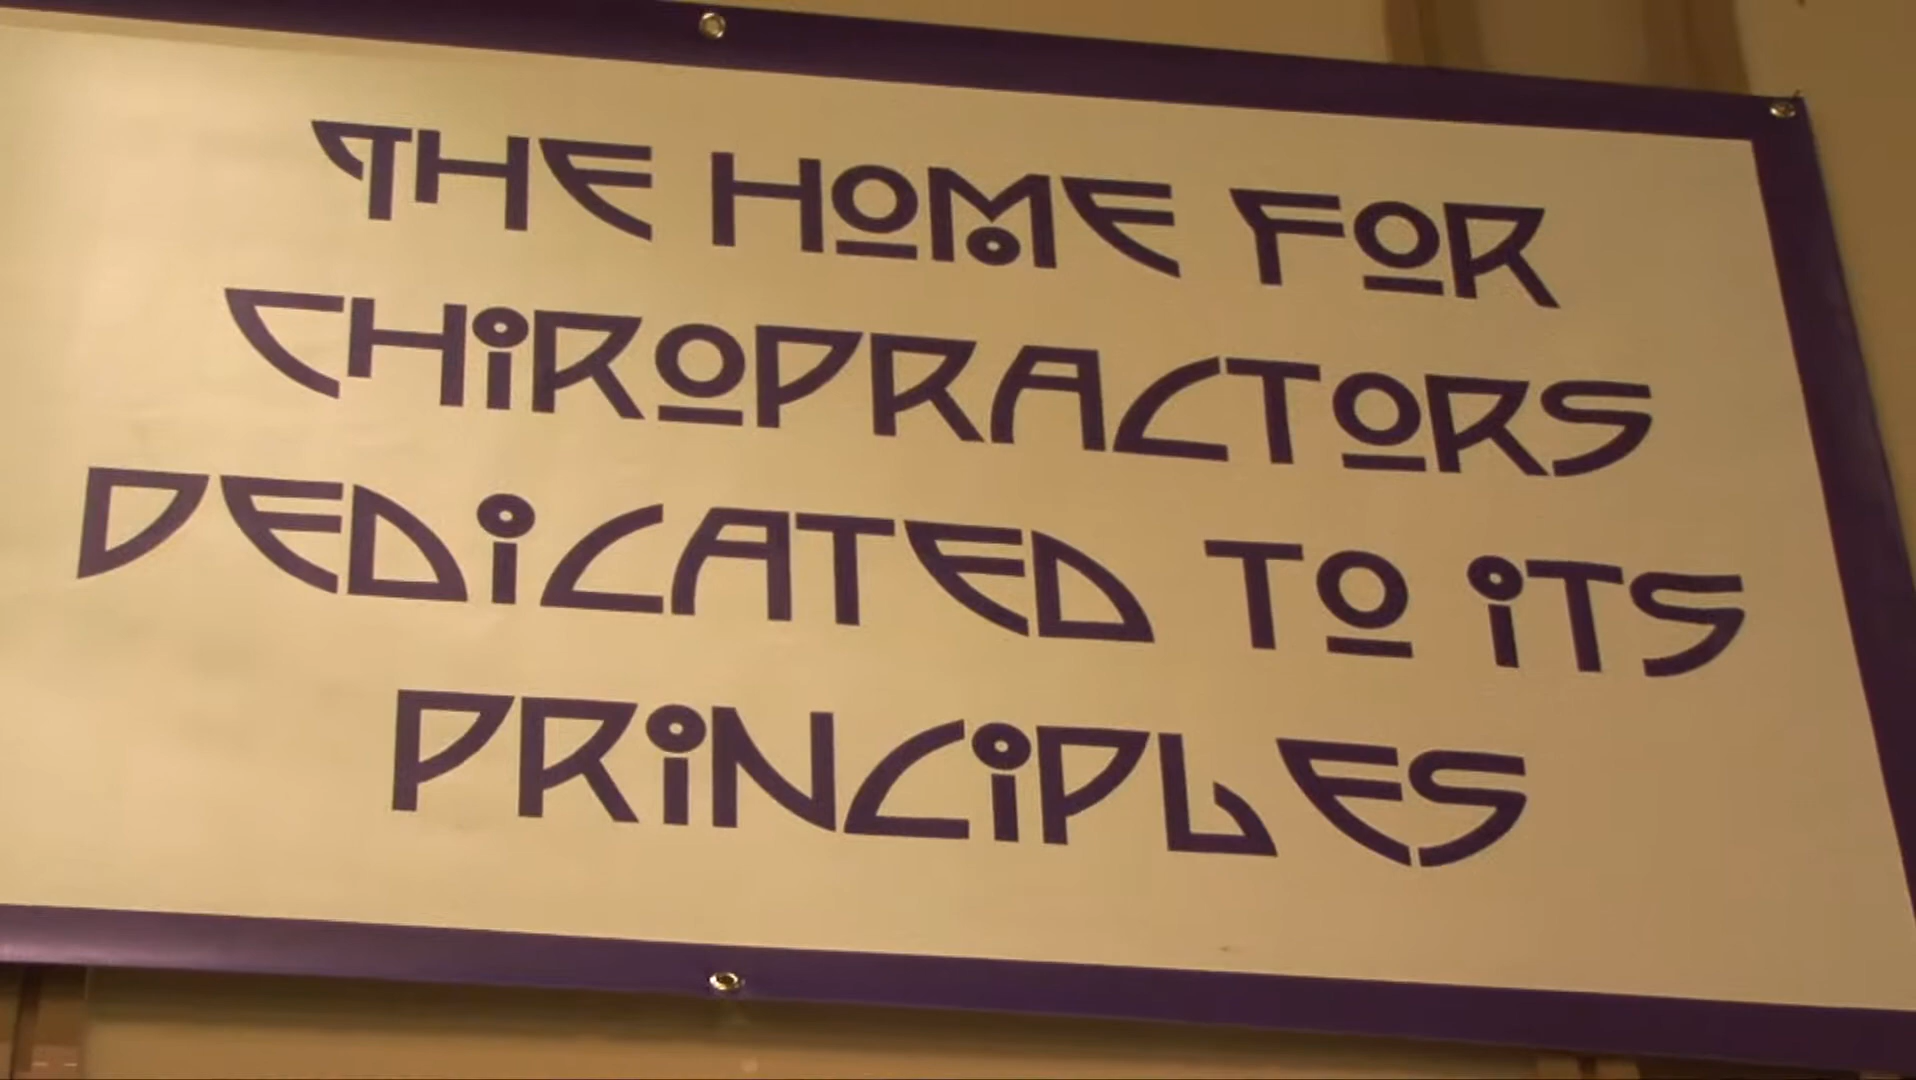 THE HOME FOR
CHiROPRACTORS
DEDiCATED TO iTS
PRiNCiPLES